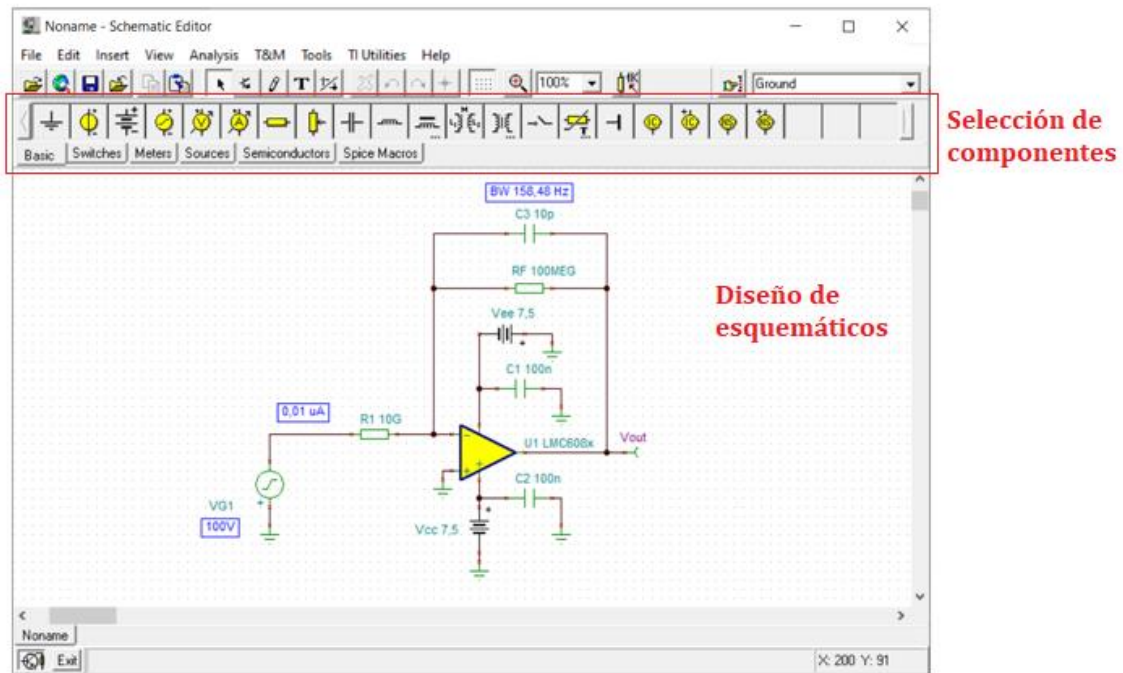 Noname - Schematic Editor
File Edit Insert View Analysis T&M Tools TI Utilities Help
100% Ground
Basic Switches Meters Sources Semiconductors Spice Macros
Selección de
componentes
BW 158,48 Hz
C3 10p
RF 100MEG
Diseño de
esquemáticos
Vee 7,5
C1 100n
0,01 uA
R1 10G
U1 LMC608x
Vout
C2 100n
VG1
100V
Vcc 7,5
Noname
Exit X: 200 Y: 91